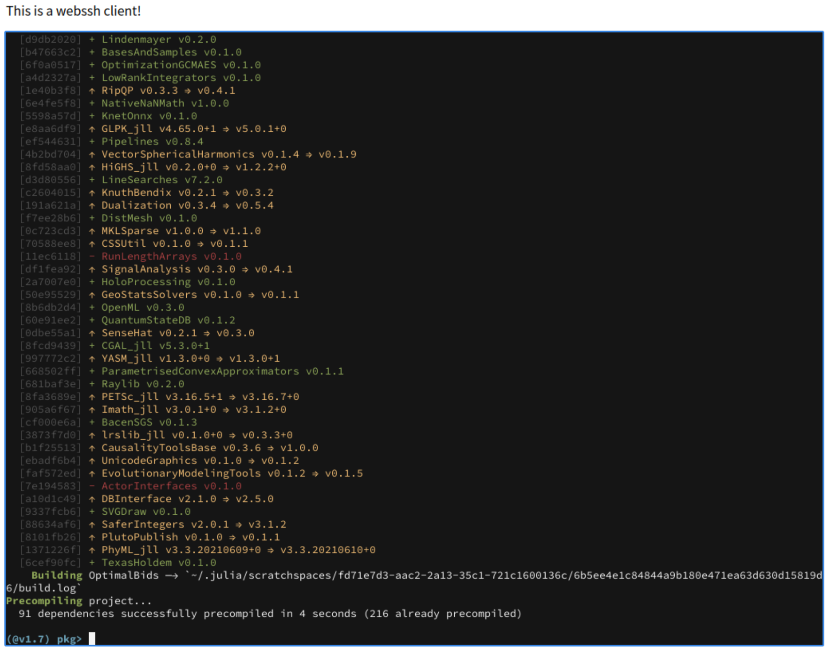 This is a webssh client!
[d9db2020] + Lindenmayer v0.2.0
[b47663c2] + BasesAndSamples v0.1.0
[6f0a0517] + OptimizationGCMAES v0.1.0
[a4d2327a] + LowRankIntegrators v0.1.0
[1e40b3f8] ↑ RipQP v0.3.3 ⇒ v0.4.1
[6e4fe5f8] + NativeNaNMath v1.0.0
[5598a57d] + KnetOnnx v0.1.0
[e8aa6df9] ↑ GLPK_jll v4.65.0+1 ⇒ v5.0.1+0
[ef544631] + Pipelines v0.8.4
[4b2bd704] ↑ VectorSphericalHarmonics v0.1.4 ⇒ v0.1.9
[8fd58aa0] ↑ HiGHS_jll v0.2.0+0 ⇒ v1.2.2+0
[d3d80556] + LineSearches v7.2.0
[c2604015] ↑ KnuthBendix v0.2.1 ⇒ v0.3.2
[191a621a] ↑ Dualization v0.3.4 ⇒ v0.5.4
[f7ee28b6] + DistMesh v0.1.0
[0c723cd3] ↑ MKLSparse v1.0.0 ⇒ v1.1.0
[70588ee8] ↑ CSSUtil v0.1.0 ⇒ v0.1.1
[11ec6118] - RunLengthArrays v0.1.0
[df1fea92] ↑ SignalAnalysis v0.3.0 ⇒ v0.4.1
[2a7007e0] + HoloProcessing v0.1.0
[50e95529] ↑ GeoStatsSolvers v0.1.0 ⇒ v0.1.1
[8b6db2d4] + OpenML v0.3.0
[60e91ee2] + QuantumStateDB v0.1.2
[0dbe55a1] ↑ SenseHat v0.2.1 ⇒ v0.3.0
[8fcd9439] + CGAL_jll v5.3.0+1
[997772c2] ↑ YASM_jll v1.3.0+0 ⇒ v1.3.0+1
[668502ff] + ParametrisedConvexApproximators v0.1.1
[681baf3e] + Raylib v0.2.0
[8fa3689e] ↑ PETSc_jll v3.16.5+1 ⇒ v3.16.7+0
[905a6f67] ↑ Imath_jll v3.0.1+0 ⇒ v3.1.2+0
[cf000e6a] + BacenSGS v0.1.3
[3873f7d0] ↑ lrslib_jll v0.1.0+0 ⇒ v0.3.3+0
[b1f25513] ↑ CausalityToolsBase v0.3.6 ⇒ v1.0.0
[ebadf6b4] ↑ UnicodeGraphics v0.1.0 ⇒ v0.1.2
[faf572ed] ↑ EvolutionaryModelingTools v0.1.2 ⇒ v0.1.5
[7e194583] - ActorInterfaces v0.1.0
[a10d1c49] ↑ DBInterface v2.1.0 ⇒ v2.5.0
[9337fcb6] + SVGDraw v0.1.0
[88634af6] ↑ SaferIntegers v2.0.1 ⇒ v3.1.2
[8101fb26] ↑ PlutoPublish v0.1.0 ⇒ v0.1.1
[1371226f] ↑ PhyML_jll v3.3.20210609+0 ⇒ v3.3.20210610+0
[6cef90fc] + TexasHoldem v0.1.0
Building OptimalBids ⟶ `~/.julia/scratchspaces/fd71e7d3-aac2-2a13-35c1-721c1600136c/6b5ee4e1c84844a9b180e471ea63d630d15819d
6/build.log`
Precompiling project...
91 dependencies successfully precompiled in 4 seconds (216 already precompiled)
(@v1.7) pkg>